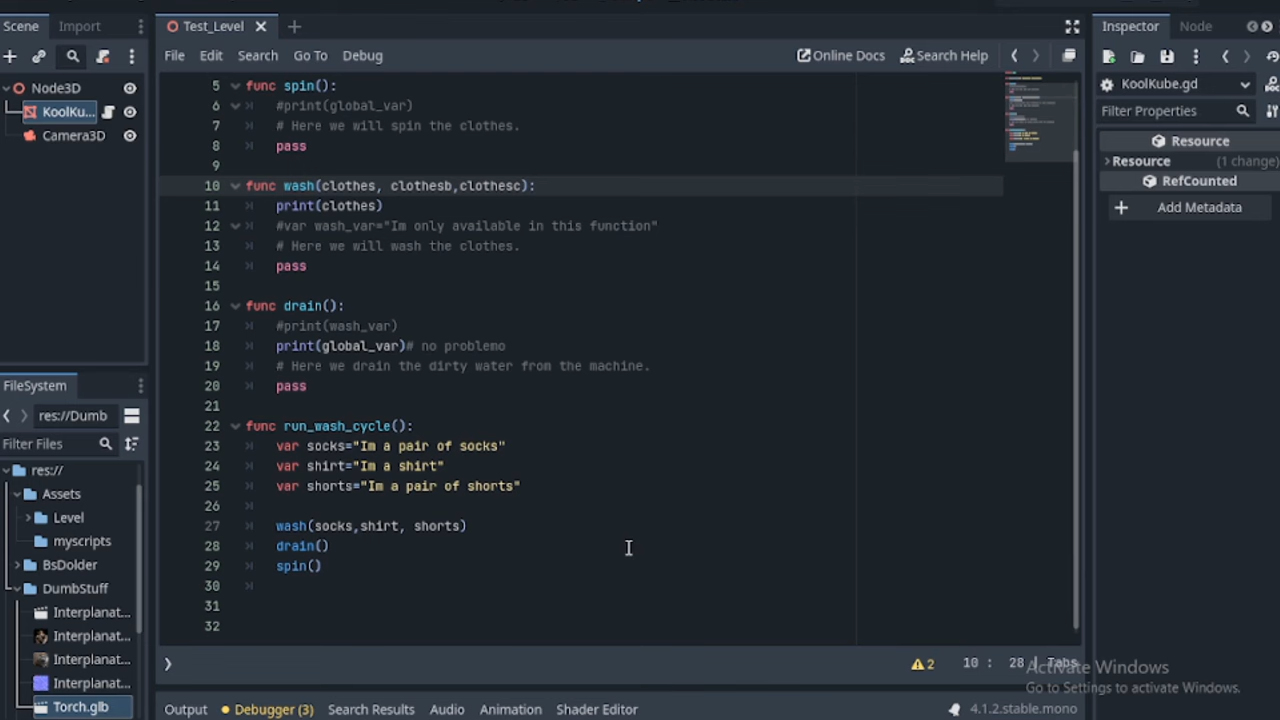 Scene Import
Test_Level
Inspector Node
File Edit Search Go To Debug
Online Docs Search Help
Node3D
KoolKu...
Camera3D
KoolKube.gd
Filter Properties
Resource
Resource (1 change)
RefCounted
Add Metadata
5 func spin():
6 #print(global_var)
7 # Here we will spin the clothes.
8 pass
9
10 func wash(clothes, clothesb,clothesc):
11 print(clothes)
12 #var wash_var="Im only available in this function"
13 # Here we will wash the clothes.
14 pass
15
16 func drain():
17 #print(wash_var)
18 print(global_var)# no problemo
19 # Here we drain the dirty water from the machine.
20 pass
21
22 func run_wash_cycle():
23 var socks="Im a pair of socks"
24 var shirt="Im a shirt"
25 var shorts="Im a pair of shorts"
26
27 wash(socks,shirt, shorts)
28 drain()
29 spin()
30
31
32
FileSystem
res://Dumb
Filter Files
res://
Assets
Level
myscripts
BsDolder
DumbStuff
Interplanat...
Interplanat...
Interplanat...
Interplanat...
Torch.glb
2 10 : 28 | Tabs
Activate Windows
Go to Settings to activate Windows.
Output Debugger (3) Search Results Audio Animation Shader Editor
4.1.2.stable.mono